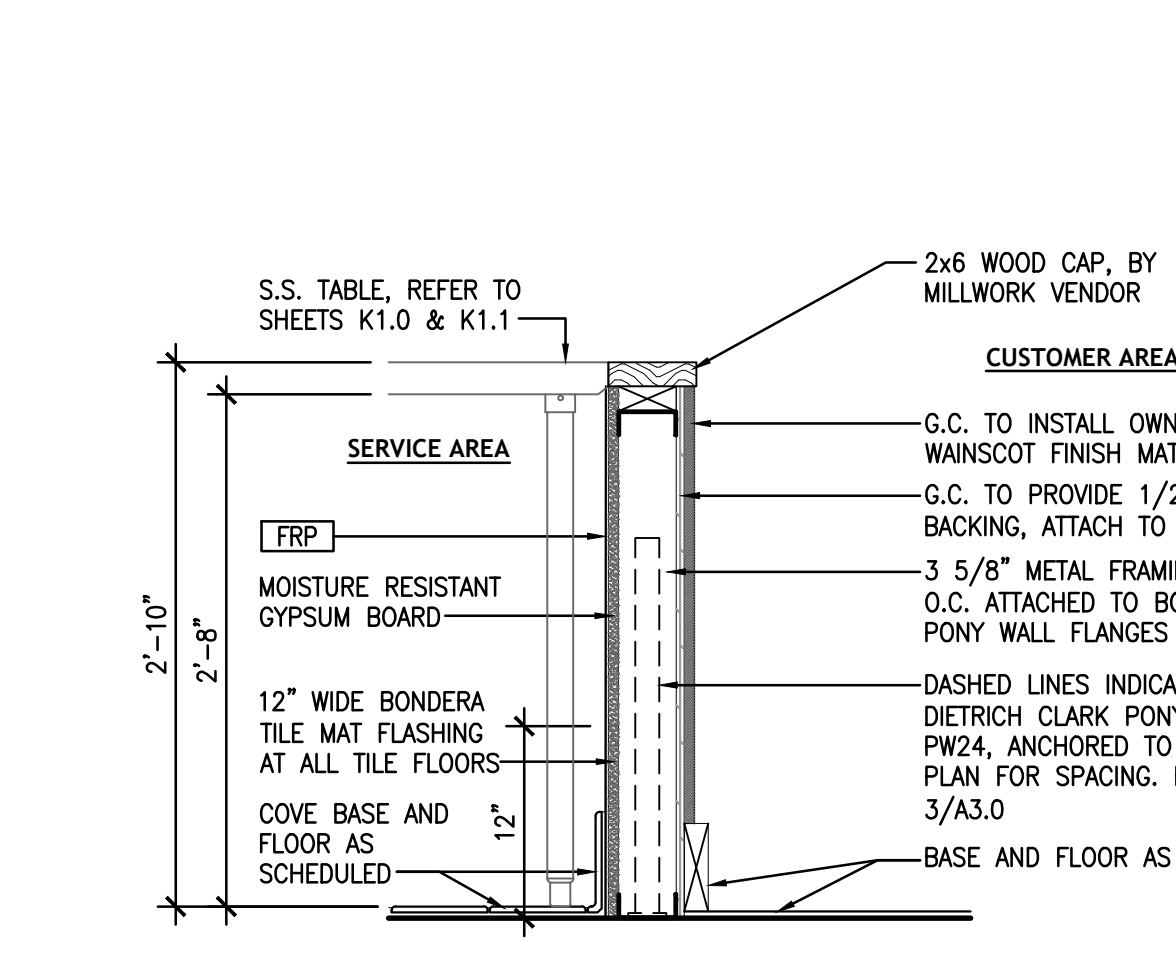 S.S. TABLE, REFER TO
SHEETS K1.0 & K1.1
2x6 WOOD CAP, BY
MILLWORK VENDOR
CUSTOMER AREA
SERVICE AREA
G.C. TO INSTALL OWN
WAINSCOT FINISH MAT
G.C. TO PROVIDE 1/2
BACKING, ATTACH TO
FRP
3 5/8" METAL FRAMI
O.C. ATTACHED TO BO
PONY WALL FLANGES
MOISTURE RESISTANT
GYPSUM BOARD
2'-10"
2'-8"
12" WIDE BONDERA
TILE MAT FLASHING
AT ALL TILE FLOORS
DASHED LINES INDICA
DIETRICH CLARK PONY
PW24, ANCHORED TO
PLAN FOR SPACING.
3/A3.0
12"
COVE BASE AND
FLOOR AS
SCHEDULED
BASE AND FLOOR AS